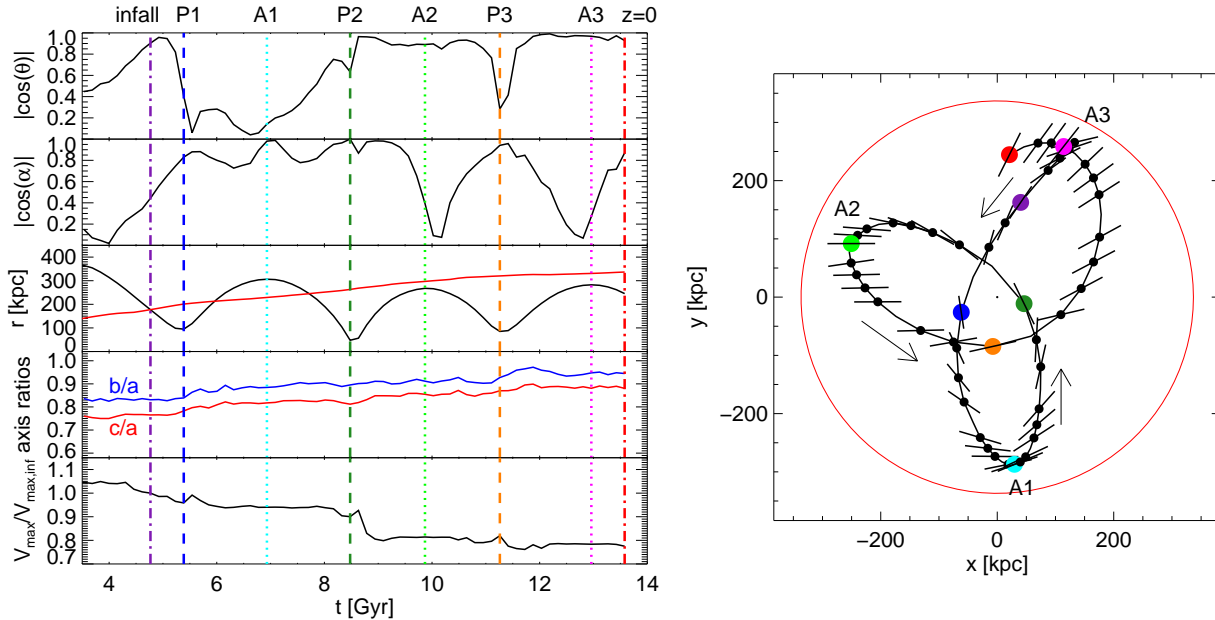 infall P1 A1 P2 A2 P3 A3 z=0
|cos(θ)|
1.0
0.8
0.6
0.4
|cos(α)|
1.0
0.8
0.6
0.4
0.2
r [kpc]
400
300
200
100
0
axis ratios
1.0
0.9
0.8
0.7
0.6
b/a
c/a
Vmax/Vmax,inf
1.1
1.0
0.9
0.8
0.7
4 6 8 10 12 14
t [Gyr]
y [kpc]
200
0
−200
−200 0 200
x [kpc]
A3
A2
A1